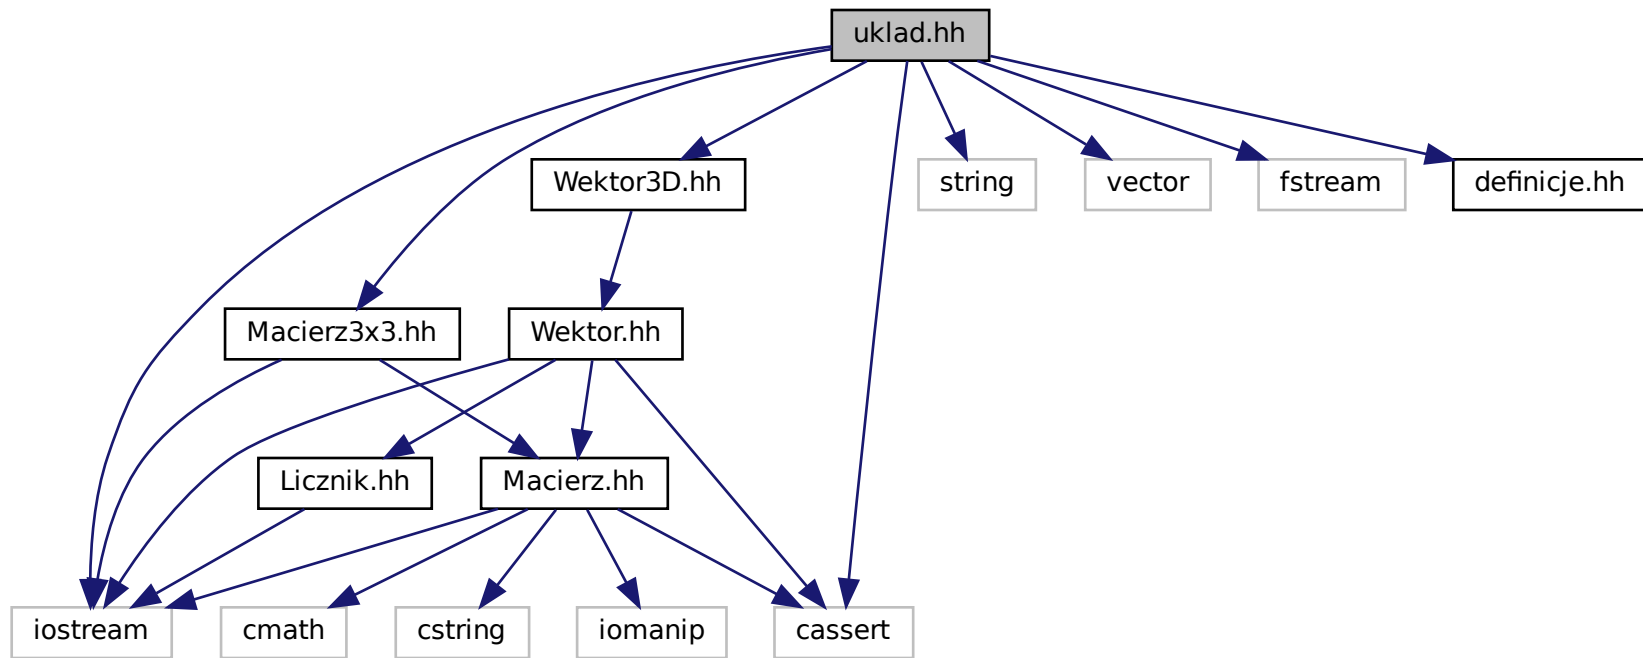 uklad.hh
Wektor3D.hh
string
vector
fstream
definicje.hh
Macierz3x3.hh
Wektor.hh
Licznik.hh
Macierz.hh
iostream
cmath
cstring
iomanip
cassert